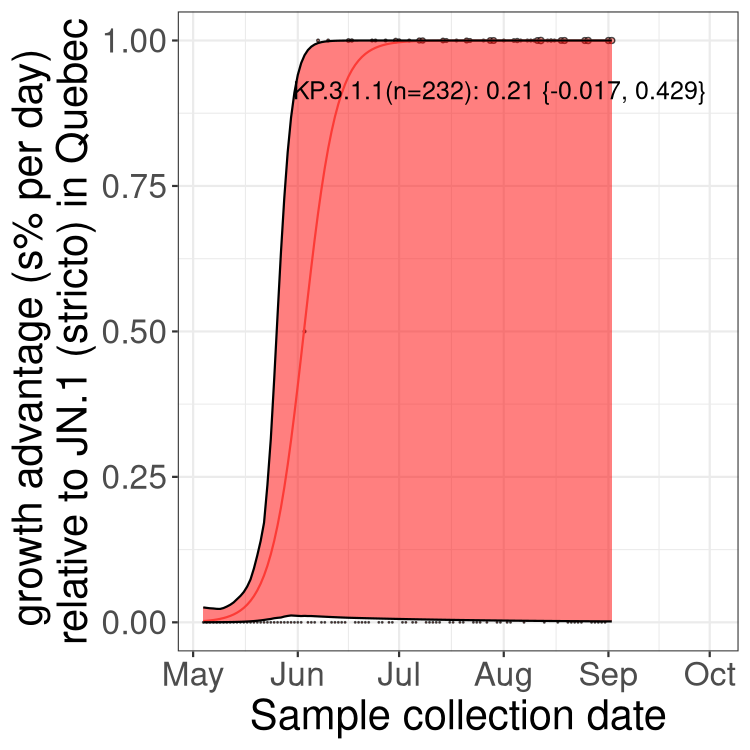 growth advantage (s% per day)
relative to JN.1 (stricto) in Quebec
1.00
0.75
0.50
0.25
0.00
KP.3.1.1(n=232): 0.21 {-0.017, 0.429}
May Jun Jul Aug Sep Oct
Sample collection date